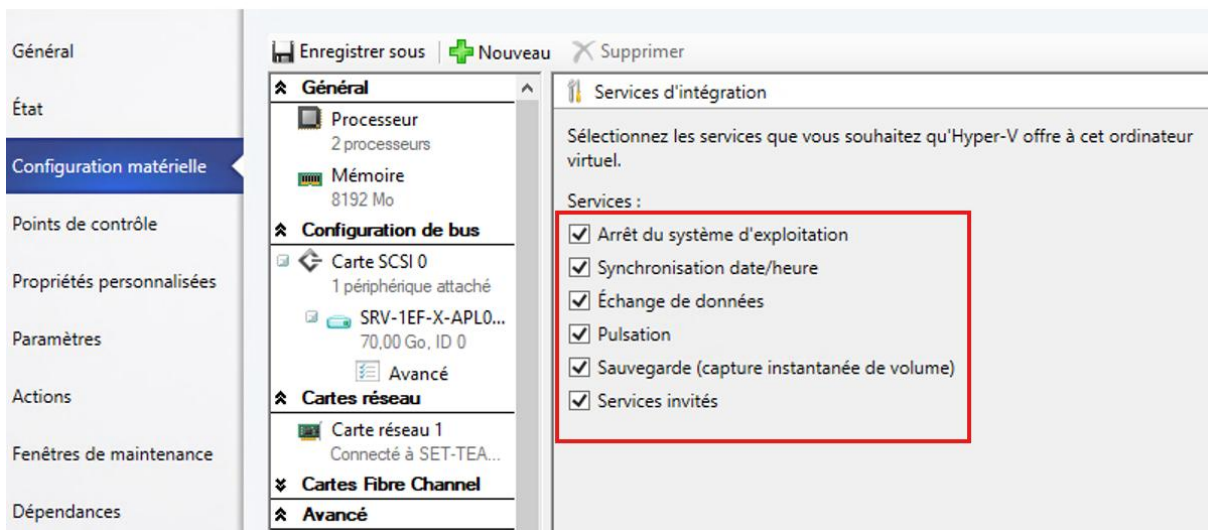 Général
État
Configuration matérielle
Points de contrôle
Propriétés personnalisées
Paramètres
Actions
Fenêtres de maintenance
Dépendances
Enregistrer sous Nouveau Supprimer
Général
Processeur
2 processeurs
Mémoire
8192 Mo
Configuration de bus
Carte SCSI 0
1 périphérique attaché
SRV-1EF-X-APL0...
70,00 Go, ID 0
Avancé
Cartes réseau
Carte réseau 1
Connecté à SET-TEA...
Cartes Fibre Channel
Avancé
Services d'intégration
Sélectionnez les services que vous souhaitez qu'Hyper-V offre à cet ordinateur
virtuel.
Services :
Arrêt du système d'exploitation
Synchronisation date/heure
Échange de données
Pulsation
Sauvegarde (capture instantanée de volume)
Services invités